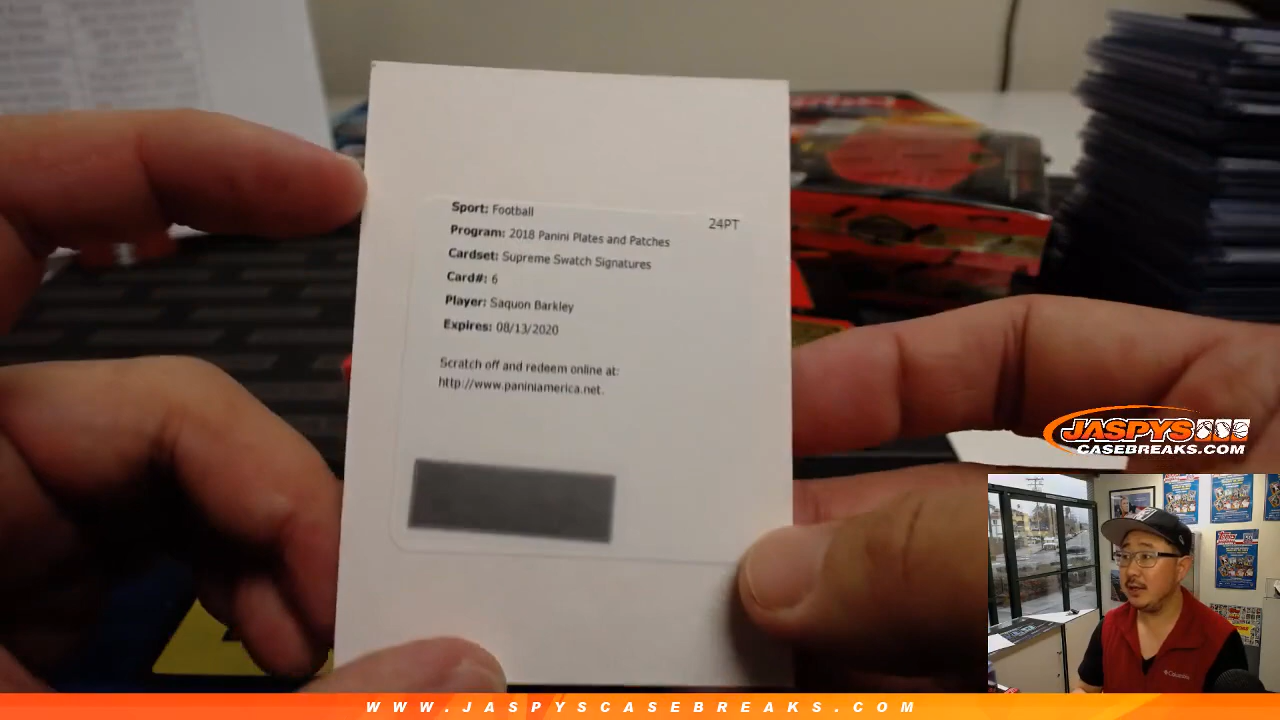 Sport: Football
24PT
Program: 2018 Panini Plates and Patches
Cardset: Supreme Swatch Signatures
Card#: 6
Player: Saquon Barkley
Expires: 08/13/2020
Scratch off and redeem online at:
http://www.paniniamerica.net.
JASPYS
CASEBREAKS.COM
WWW.JASPYSCASEBREAKS.COM